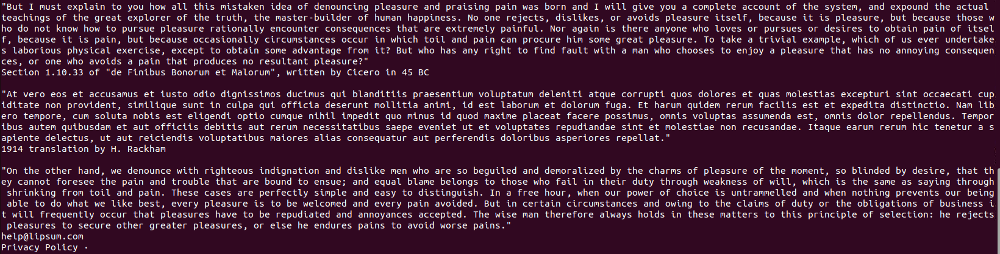 "But I must explain to you how all this mistaken idea of denouncing pleasure and praising pain was born and I will give you a complete account of the system, and expound the actual
teachings of the great explorer of the truth, the master-builder of human happiness. No one rejects, dislikes, or avoids pleasure itself, because it is pleasure, but because those w
ho do not know how to pursue pleasure rationally encounter consequences that are extremely painful. Nor again is there anyone who loves or pursues or desires to obtain pain of itsel
f, because it is pain, but because occasionally circumstances occur in which toil and pain can procure him some great pleasure. To take a trivial example, which of us ever undertake
s laborious physical exercise, except to obtain some advantage from it? But who has any right to find fault with a man who chooses to enjoy a pleasure that has no annoying consequen
ces, or one who avoids a pain that produces no resultant pleasure?"
Section 1.10.33 of "de Finibus Bonorum et Malorum", written by Cicero in 45 BC

"At vero eos et accusamus et iusto odio dignissimos ducimus qui blanditiis praesentium voluptatum deleniti atque corrupti quos dolores et quas molestias excepturi sint occaecati cup
iditate non provident, similique sunt in culpa qui officia deserunt mollitia animi, id est laborum et dolorum fuga. Et harum quidem rerum facilis est et expedita distinctio. Nam lib
ero tempore, cum soluta nobis est eligendi optio cumque nihil impedit quo minus id quod maxime placeat facere possimus, omnis voluptas assumenda est, omnis dolor repellendus. Tempor
ibus autem quibusdam et aut officiis debitis aut rerum necessitatibus saepe eveniet ut et voluptates repudiandae sint et molestiae non recusandae. Itaque earum rerum hic tenetur a s
apiente delectus, ut aut reiciendis voluptatibus maiores alias consequatur aut perferendis doloribus asperiores repellat."
1914 translation by H. Rackham

"On the other hand, we denounce with righteous indignation and dislike men who are so beguiled and demoralized by the charms of pleasure of the moment, so blinded by desire, that th
ey cannot foresee the pain and trouble that are bound to ensue; and equal blame belongs to those who fail in their duty through weakness of will, which is the same as saying through
 shrinking from toil and pain. These cases are perfectly simple and easy to distinguish. In a free hour, when our power of choice is untrammelled and when nothing prevents our being
 able to do what we like best, every pleasure is to be welcomed and every pain avoided. But in certain circumstances and owing to the claims of duty or the obligations of business i
t will frequently occur that pleasures have to be repudiated and annoyances accepted. The wise man therefore always holds in these matters to this principle of selection: he rejects
 pleasures to secure other greater pleasures, or else he endures pains to avoid worse pains."
help@lipsum.com
Privacy Policy ·